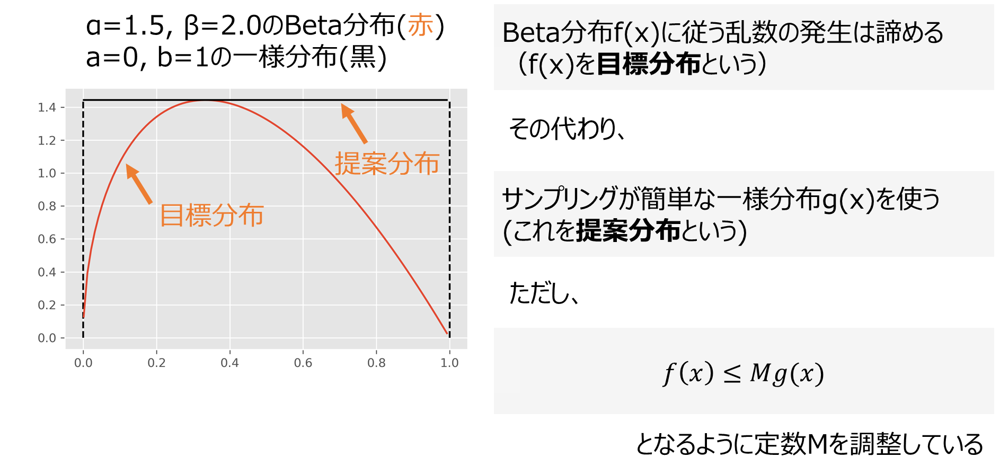 α=1.5, β=2.0のBeta分布(赤)
a=0, b=1の一様分布(黒)
1.4
1.2
1.0
0.8
0.6
0.4
0.2
0.0
0.0 0.2 0.4 0.6 0.8 1.0
提案分布
目標分布
Beta分布f(x)に従う乱数の発生は諦める
（f(x)を目標分布という）
その代わり、
サンプリングが簡単な一様分布g(x)を使う
(これを提案分布という)
ただし、
f(x) ≤ Mg(x)
となるように定数Mを調整している